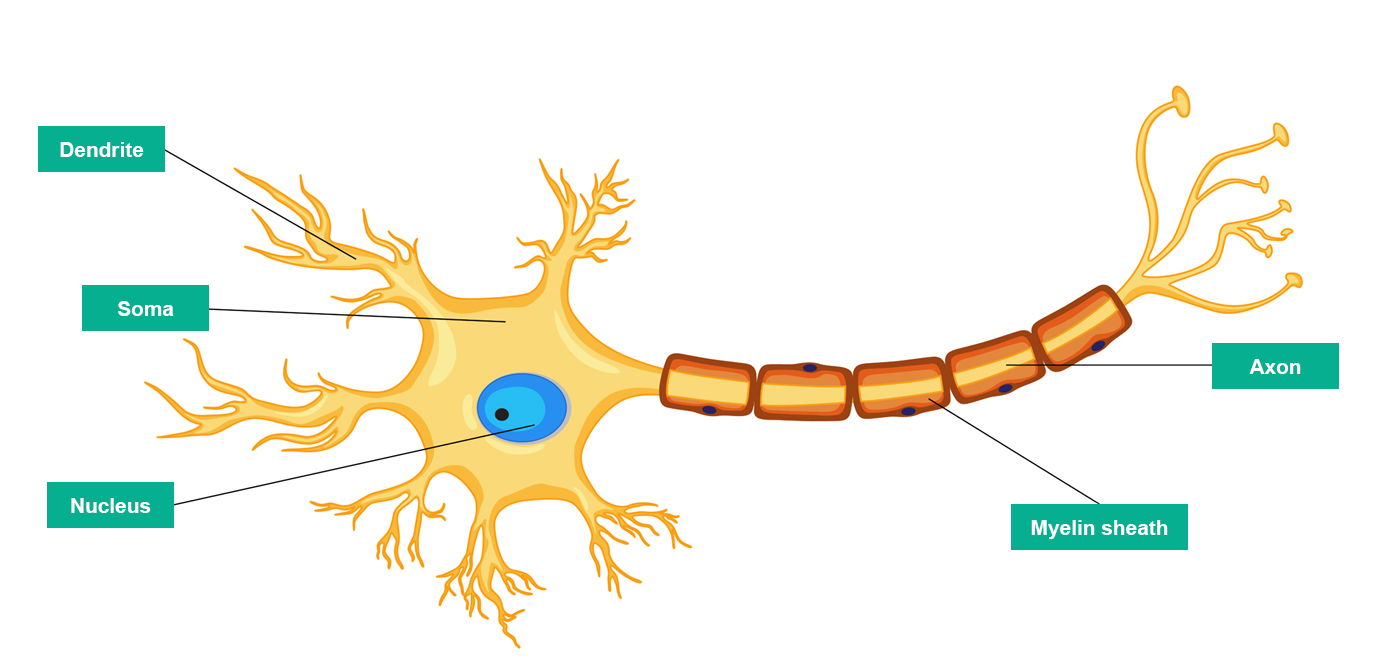 Dendrite
Soma
Nucleus
Axon
Myelin sheath